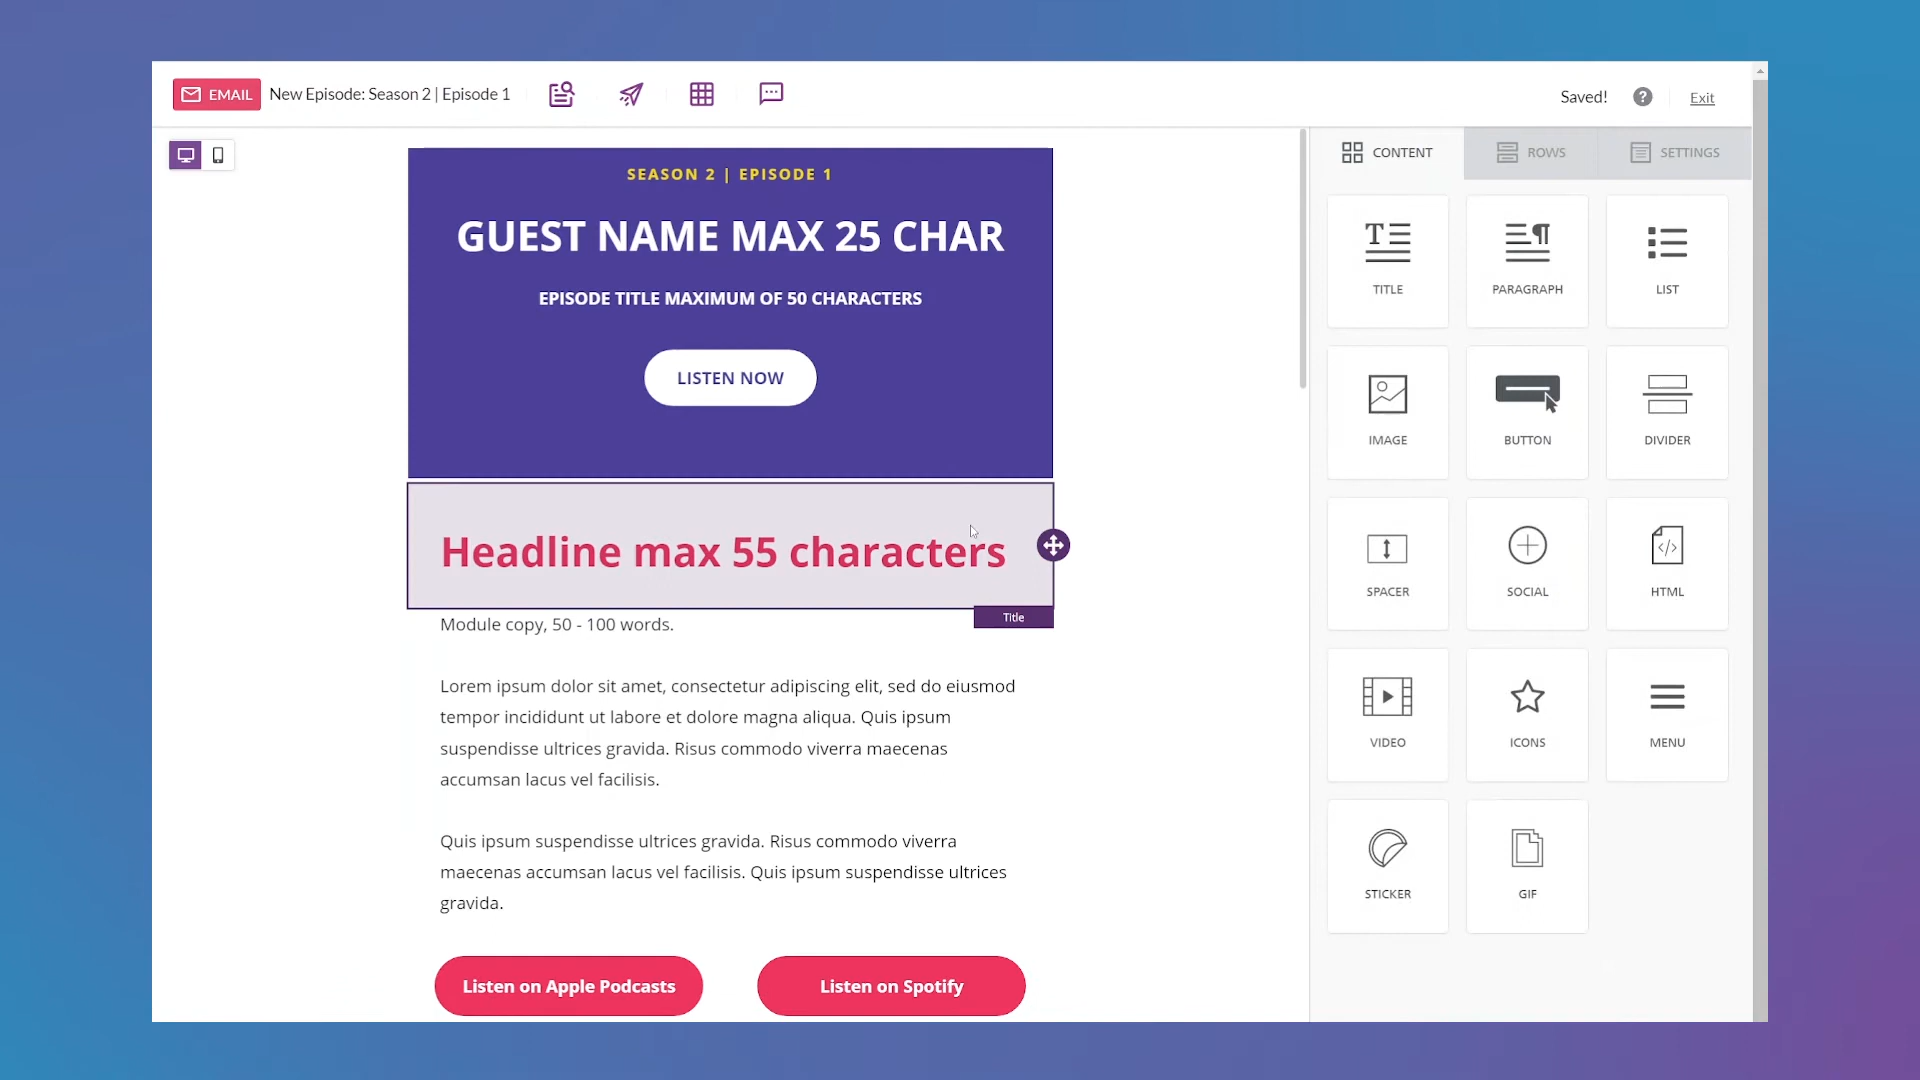 EMAIL New Episode: Season 2 | Episode 1
Saved! ? Exit
SEASON 2 | EPISODE 1
GUEST NAME MAX 25 CHAR
EPISODE TITLE MAXIMUM OF 50 CHARACTERS
LISTEN NOW
Headline max 55 characters
Title
Module copy, 50 - 100 words.
Lorem ipsum dolor sit amet, consectetur adipiscing elit, sed do eiusmod
tempor incididunt ut labore et dolore magna aliqua. Quis ipsum
suspendisse ultrices gravida. Risus commodo viverra maecenas
accumsan lacus vel facilisis.
Quis ipsum suspendisse ultrices gravida. Risus commodo viverra
maecenas accumsan lacus vel facilisis. Quis ipsum suspendisse ultrices
gravida.
Listen on Apple Podcasts
Listen on Spotify
CONTENT ROWS SETTINGS
T
TITLE PARAGRAPH LIST
IMAGE BUTTON DIVIDER
SPACER SOCIAL HTML
VIDEO ICONS MENU
STICKER GIF